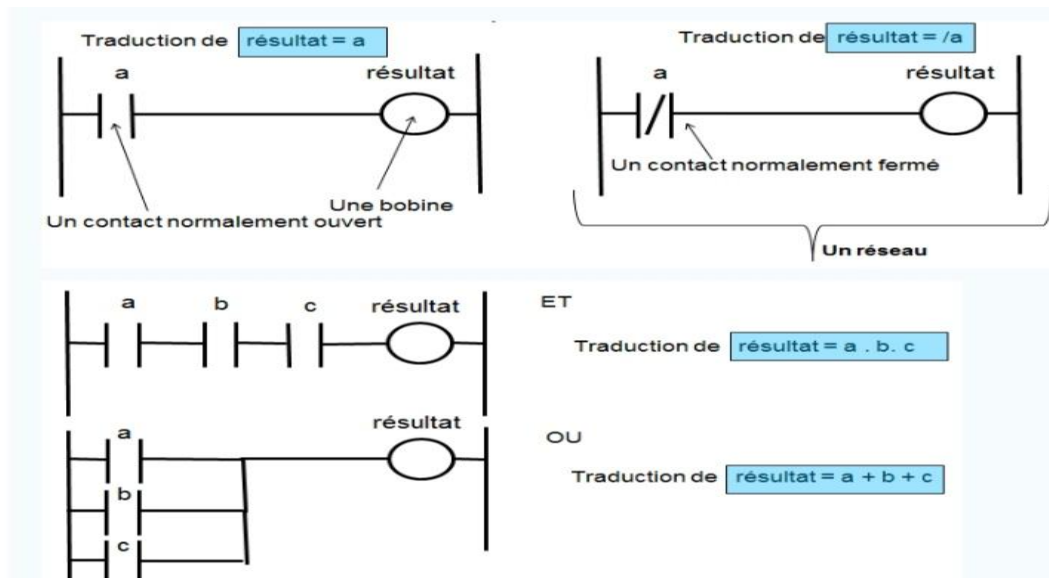 Traduction de résultat = a
a
résultat
Une bobine
Un contact normalement ouvert
Traduction de résultat = /a
a
résultat
Un contact normalement fermé
Un réseau
a b c résultat
ET
Traduction de résultat = a . b. c
résultat
a
b
c
OU
Traduction de résultat = a + b + c